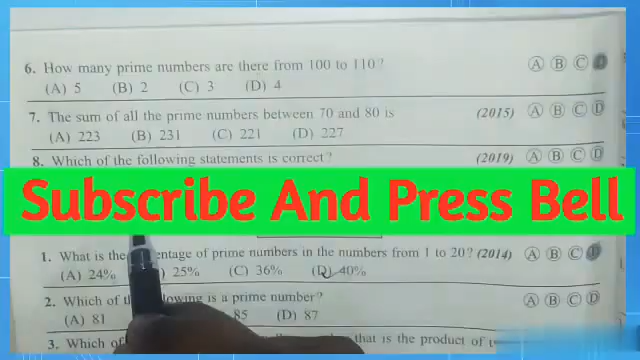 6. How many prime numbers are there from 100 to 110? Ⓐ Ⓑ Ⓒ
(A) 5 (B) 2 (C) 3 (D) 4
7. The sum of all the prime numbers between 70 and 80 is (2015) Ⓐ Ⓑ Ⓒ Ⓓ
(A) 223 (B) 231 (C) 221 (D) 227
8. Which of the following statements is correct? (2019) Ⓐ Ⓑ Ⓒ Ⓓ
Subscribe And Press Bell
1. What is the entage of prime numbers in the numbers from 1 to 20? (2014) Ⓐ Ⓑ Ⓒ
(A) 24% ) 25% (C) 36% (D) 40%
2. Which of t owing is a prime number? Ⓐ Ⓑ Ⓒ Ⓓ
(A) 81 85 (D) 87
3. Which of that is the product of